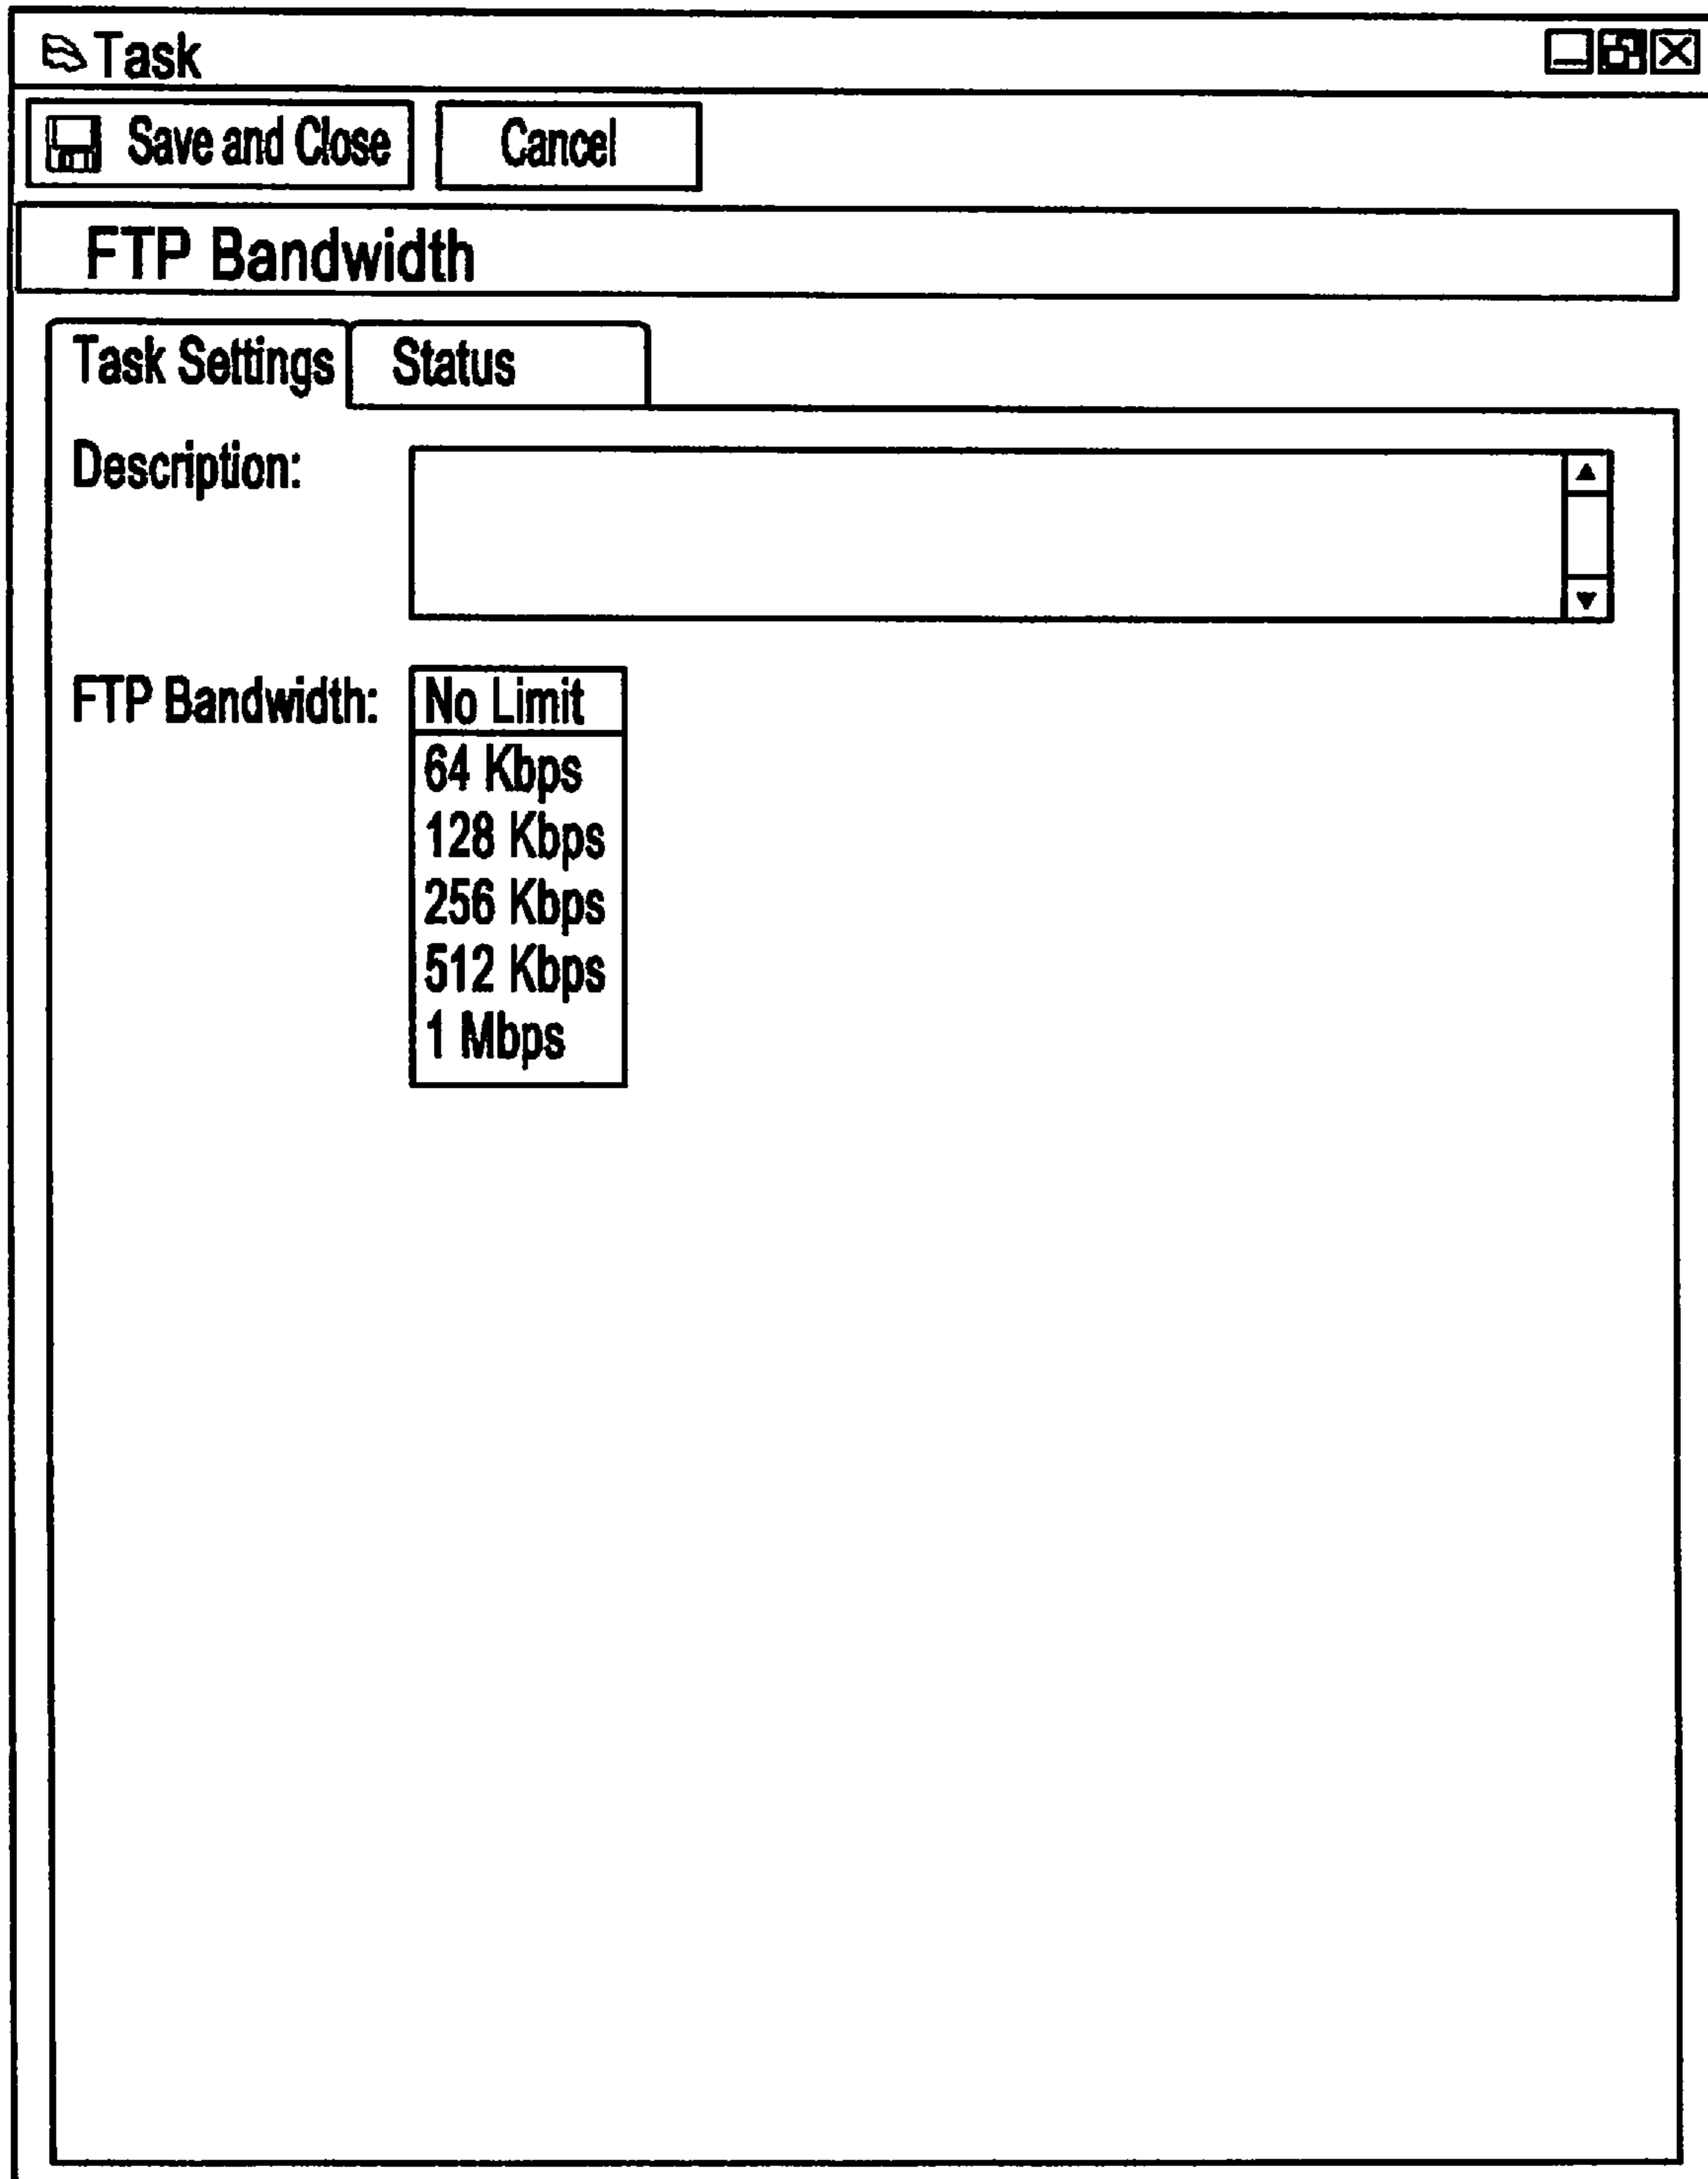 Task
Save and Close Cancel
FTP Bandwidth
Task Settings Status
Description:
FTP Bandwidth: No Limit
64 Kbps
128 Kbps
256 Kbps
512 Kbps
1 Mbps